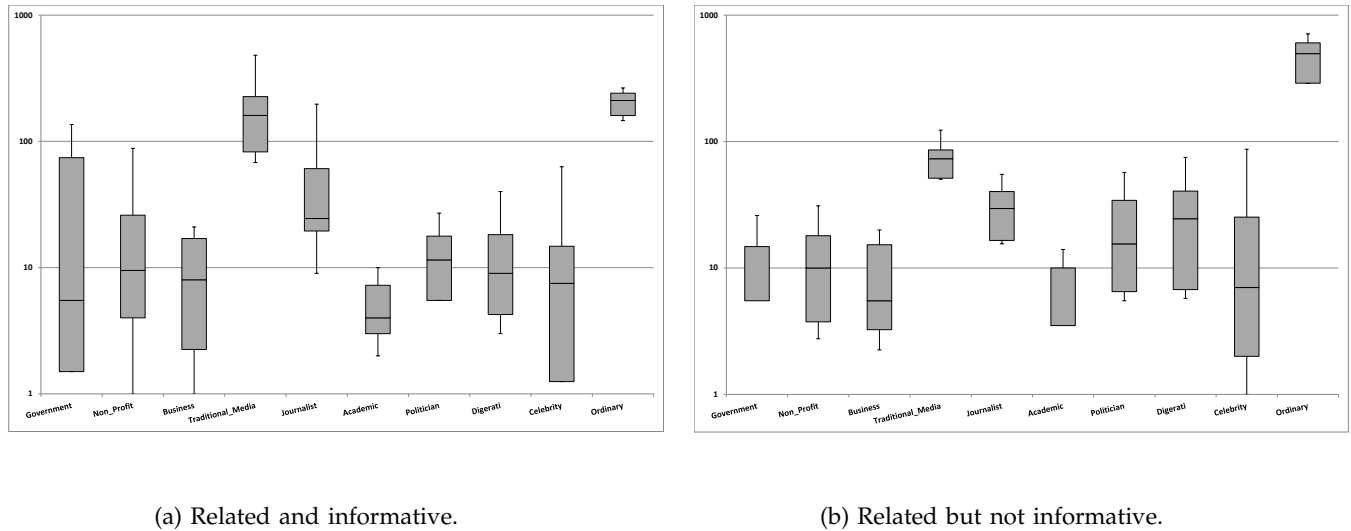 1000
100
10
1
Government
Non_Profit
Business
Traditional_Media
Journalist
Academic
Politician
Digerati
Celebrity
Ordinary
(a) Related and informative.
1000
100
10
1
Government
Non_Profit
Business
Traditional_Media
Journalist
Academic
Politician
Digerati
Celebrity
Ordinary
(b) Related but not informative.